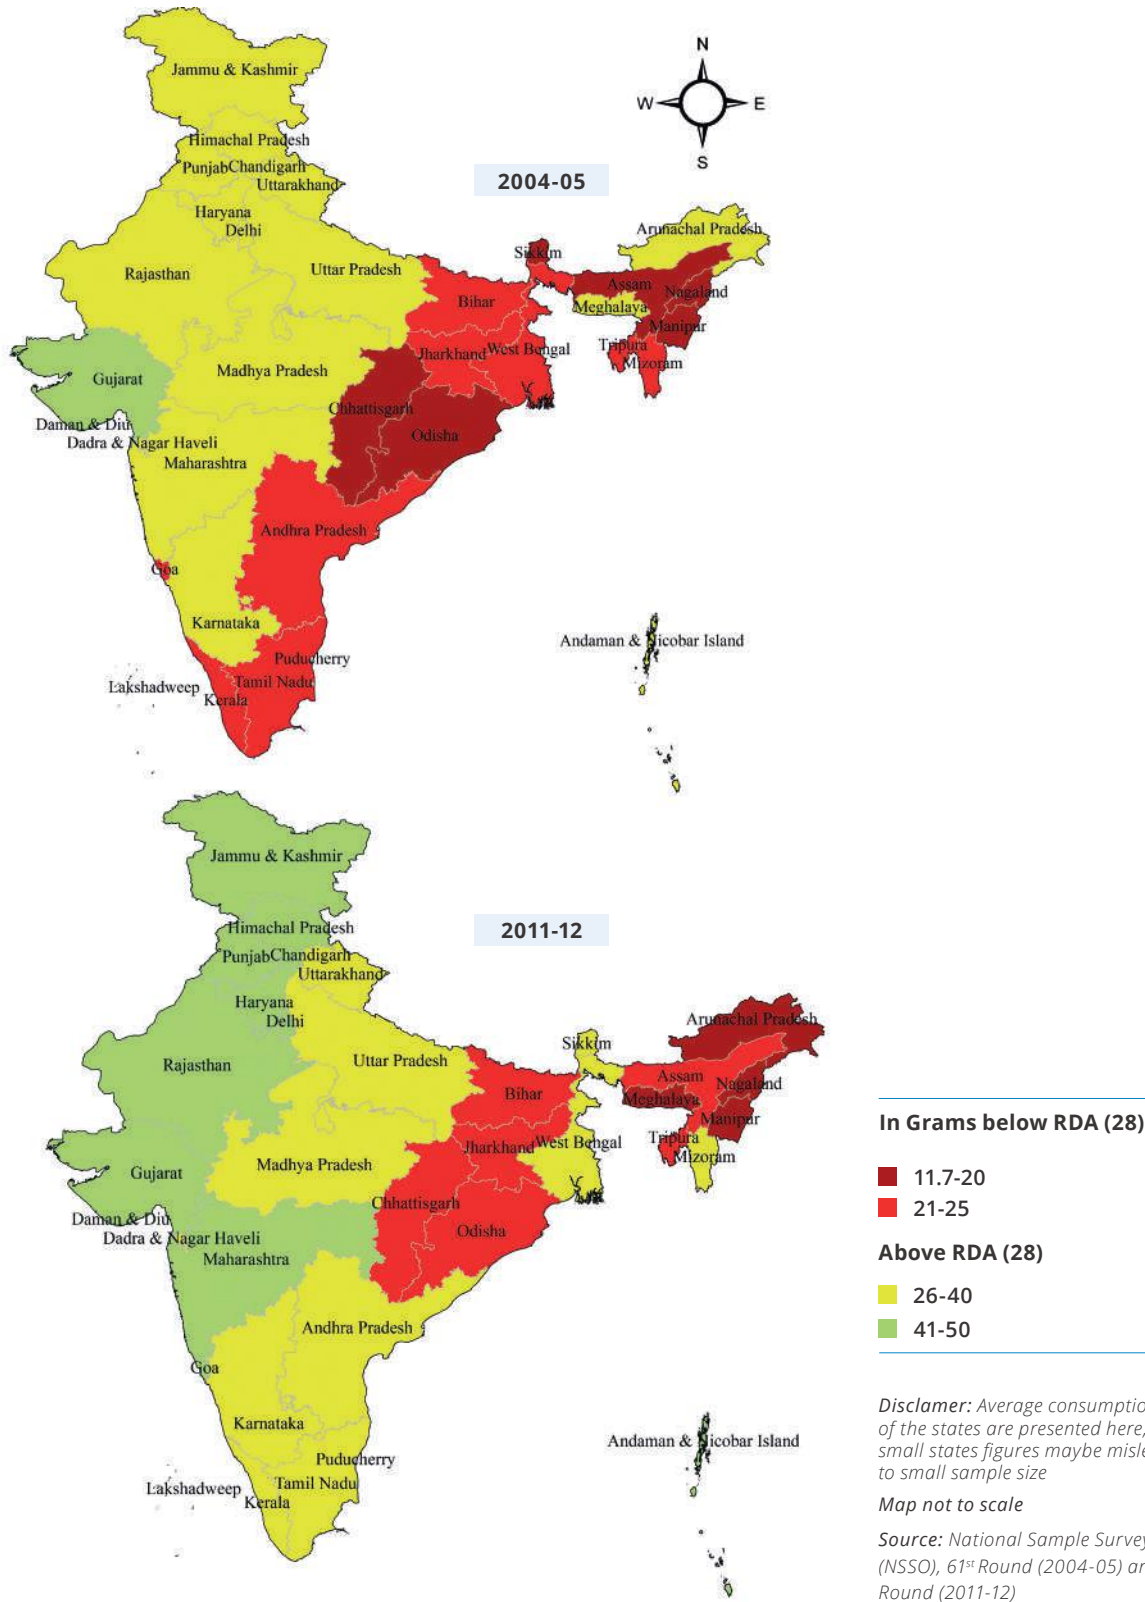 N
W
E
S
2004-05
Jammu & Kashmir
Himachal Pradesh
Punjab
Chandigarh
Uttarakhand
Haryana
Delhi
Rajasthan
Uttar Pradesh
Arunachal Pradesh
Sikkim
Assam
Nagaland
Meghalaya
Manipur
Tripura
Mizoram
Bihar
Jharkhand
West Bengal
Gujarat
Madhya Pradesh
Chhattisgarh
Odisha
Daman & Diu
Dadra & Nagar Haveli
Maharashtra
Andhra Pradesh
Goa
Karnataka
Puducherry
Tamil Nadu
Lakshadweep
Kerala
Andaman & Nicobar Island
2011-12
Jammu & Kashmir
Himachal Pradesh
Punjab
Chandigarh
Uttarakhand
Haryana
Delhi
Rajasthan
Uttar Pradesh
Arunachal Pradesh
Sikkim
Assam
Nagaland
Meghalaya
Manipur
Tripura
Mizoram
Bihar
Jharkhand
West Bengal
Gujarat
Madhya Pradesh
Chhattisgarh
Odisha
Daman & Diu
Dadra & Nagar Haveli
Maharashtra
Andhra Pradesh
Goa
Karnataka
Puducherry
Tamil Nadu
Lakshadweep
Kerala
Andaman & Nicobar Island
In Grams below RDA (28)
11.7-20
21-25
Above RDA (28)
26-40
41-50
Disclamer: Average consumptio
of the states are presented here,
small states figures maybe misle
to small sample size
Map not to scale
Source: National Sample Survey
(NSSO), 61st Round (2004-05) ar
Round (2011-12)